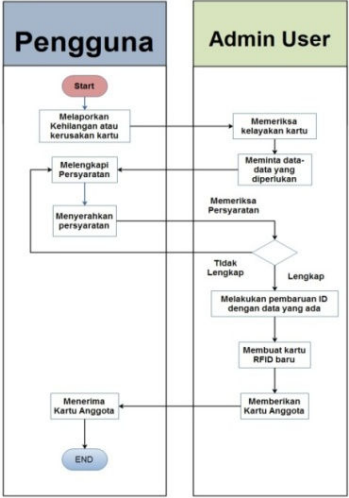 Pengguna
Admin User
Start
Melaporkan
Kehilangan atau
kerusakan kartu
Memeriksa
kelayakan kartu
Melengkapi
Persyaratan
Meminta data-
data yang
diperlukan
Menyerahkan
persyaratan
Memeriksa
Persyaratan
Tidak
Lengkap
Lengkap
Melakukan pembaruan ID
dengan data yang ada
Membuat kartu
RFID baru
Menerima
Kartu Anggota
Memberikan
Kartu Anggota
END